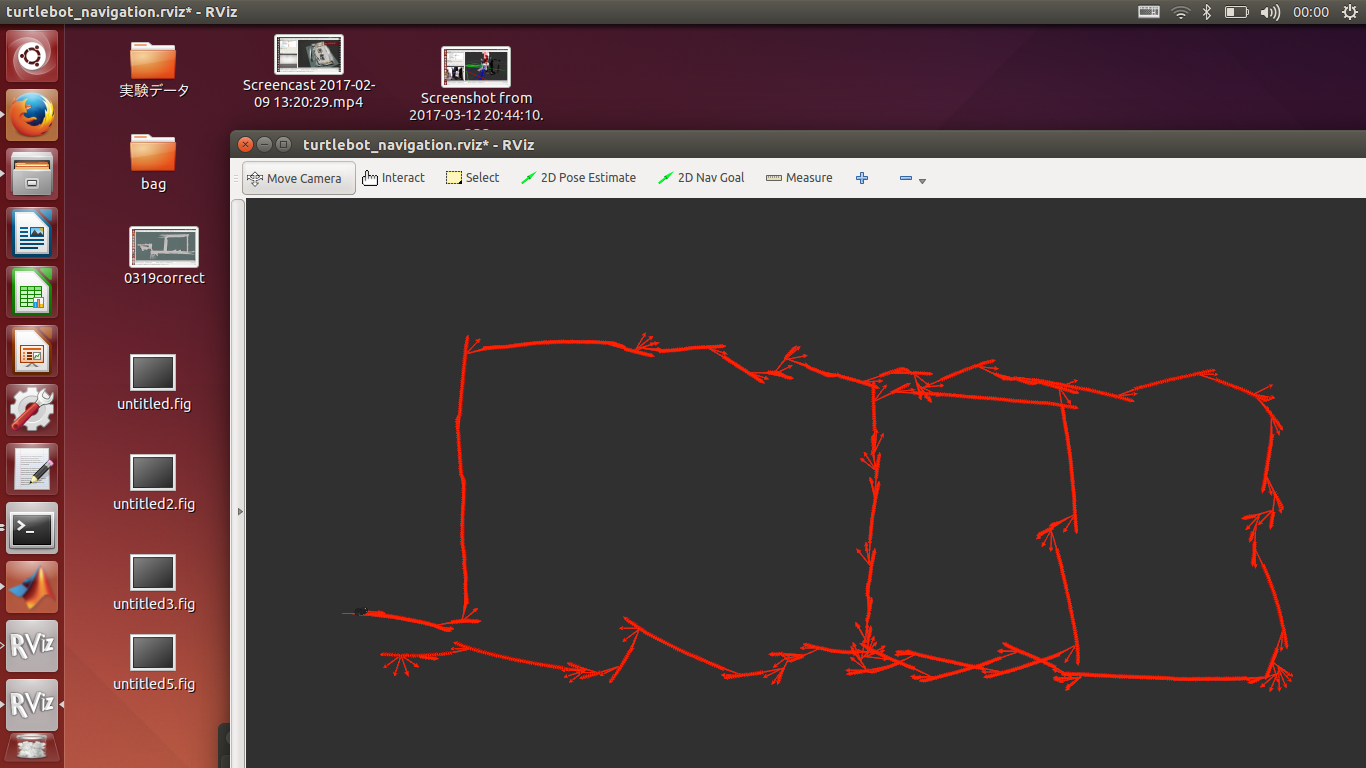 turtlebot_navigation.rviz* - RViz
00:00
実験データ
Screencast 2017-02-
09 13:20:29.mp4
Screenshot from
2017-03-12 20:44:10.
bag
0319correct
untitled.fig
untitled2.fig
untitled3.fig
untitled5.fig
RViz
RViz
turtlebot_navigation.rviz* - RViz
Move Camera
Interact
Select
2D Pose Estimate
2D Nav Goal
Measure